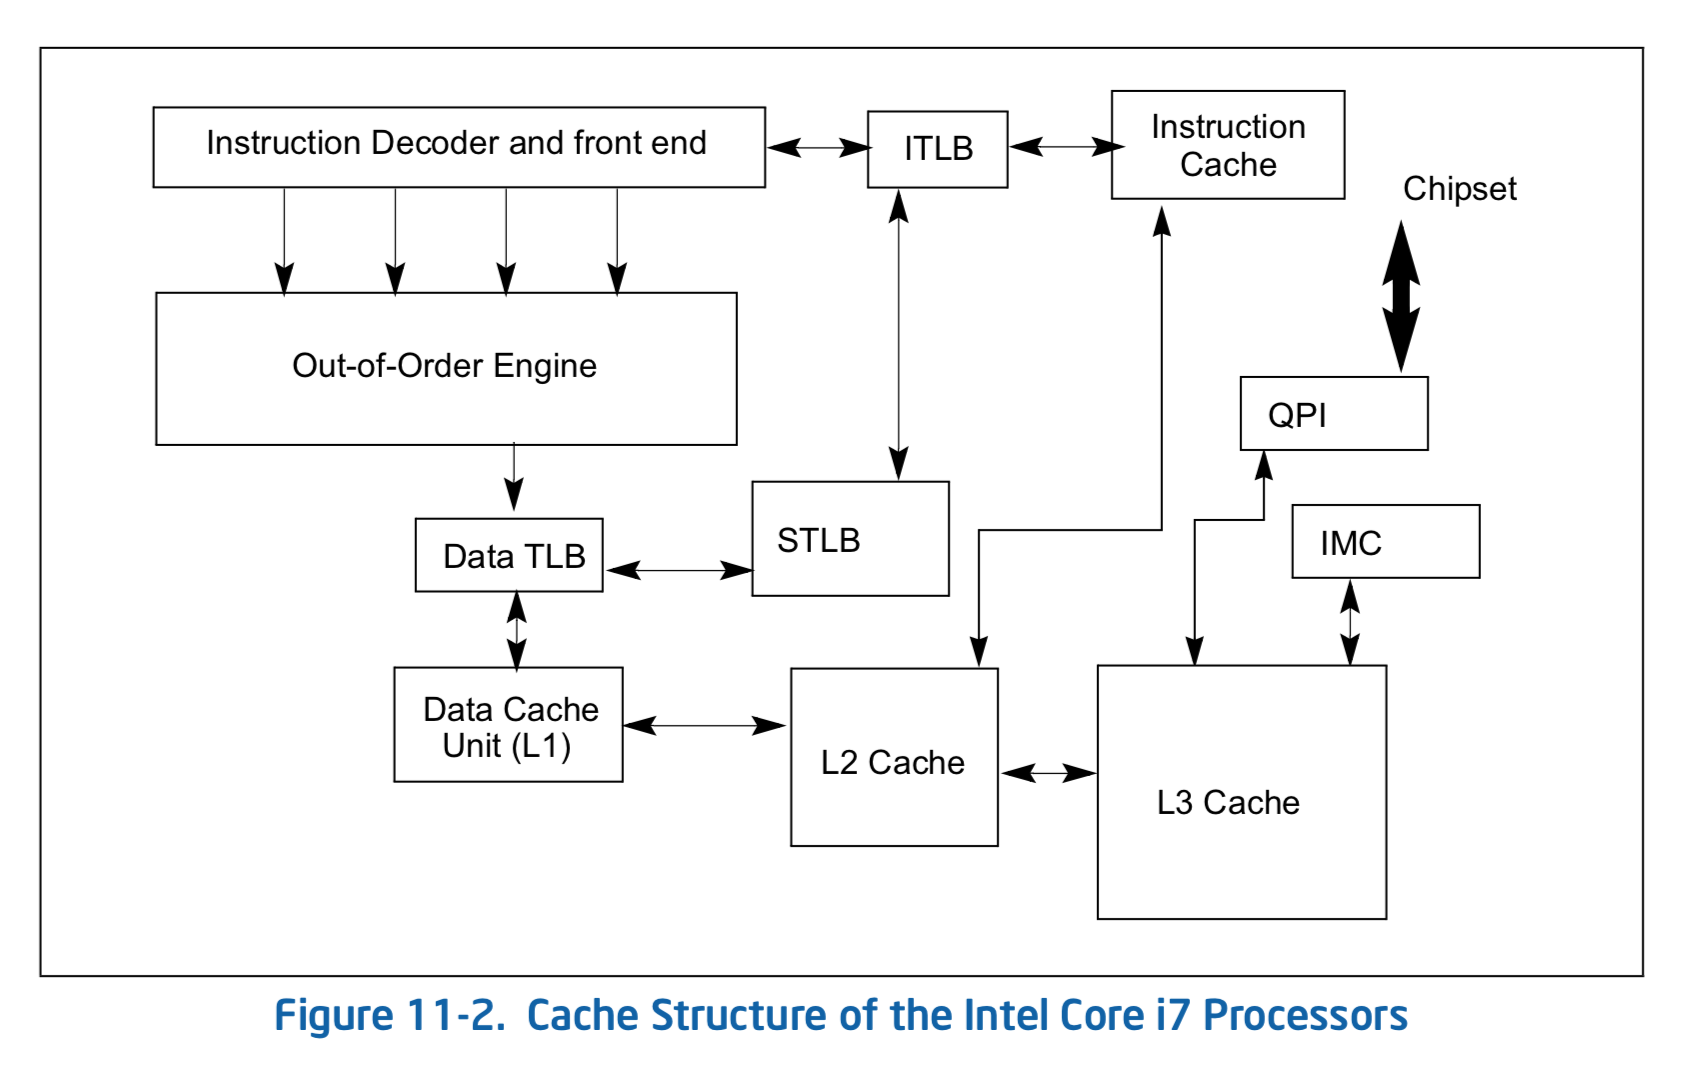 Instruction Decoder and front end
ITLB
Instruction
Cache
Chipset
Out-of-Order Engine
QPI
STLB
IMC
Data TLB
Data Cache
Unit (L1)
L2 Cache
L3 Cache
Figure 11-2. Cache Structure of the Intel Core i7 Processors